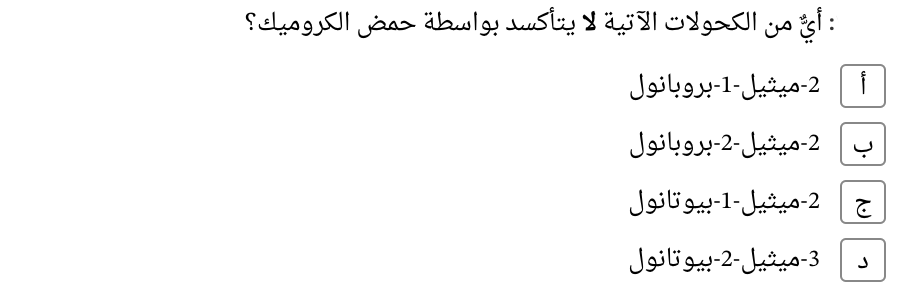 : أيٌّ من الكحولات الآتية لا يتأكسد بواسطة حمض الكروميك؟
أ 2-ميثيل-1-بروبانول
ب 2-ميثيل-2-بروبانول
ج 2-ميثيل-1-بيوتانول
د 3-ميثيل-2-بيوتانول